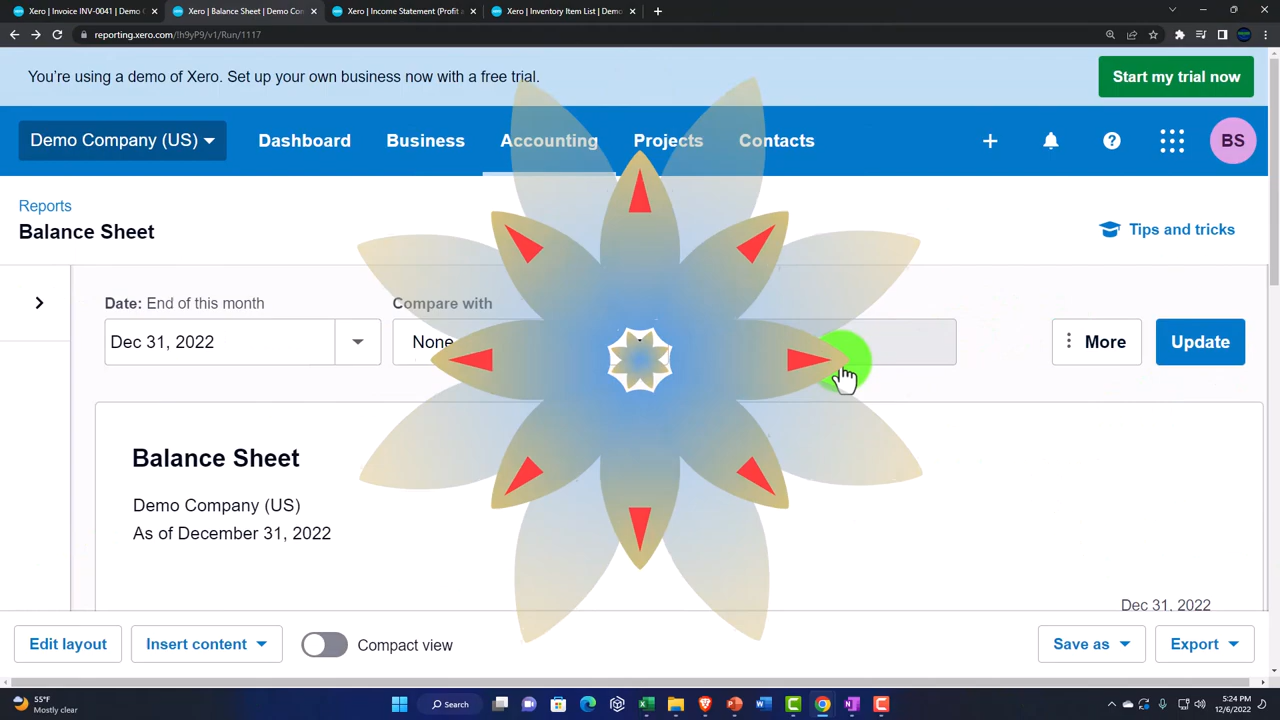 Xero | Invoice INV-0041 | Demo C
Xero | Balance Sheet | Demo Com
Xero | Income Statement (Profit a
Xero | Inventory Item List | Demo
reporting.xero.com/!h9yP9/v1/Run/1117
You're using a demo of Xero. Set up your own business now with a free trial.
Start my trial now
Demo Company (US)
Dashboard
Business
Accounting
Projects
Contacts
BS
Reports
Balance Sheet
Tips and tricks
Date: End of this month
Compare with
Dec 31, 2022
None
More
Update
Balance Sheet
Demo Company (US)
As of December 31, 2022
Dec 31, 2022
Edit layout
Insert content
Compact view
Save as
Export
55°F
Mostly clear
Search
5:24 PM
12/6/2022